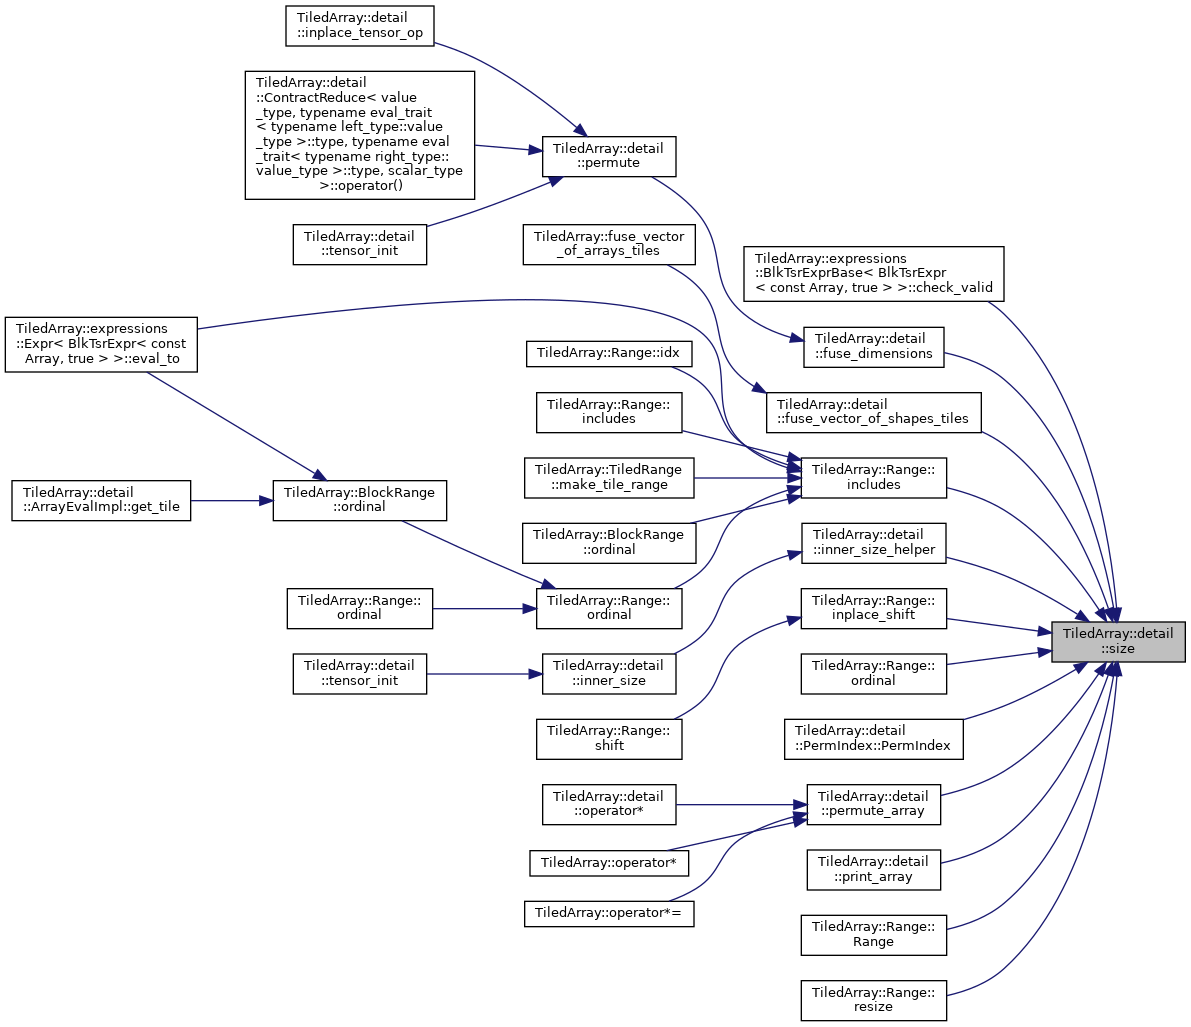 TiledArray::detail
::inplace_tensor_op
TiledArray::detail
::ContractReduce< value
_type, typename eval_trait
< typename left_type::value
_type >::type, typename eval
_trait< typename right_type::
value_type >::type, scalar_type
>::operator()
TiledArray::detail
::permute
TiledArray::detail
::tensor_init
TiledArray::fuse_vector
_of_arrays_tiles
TiledArray::expressions
::BlkTsrExprBase< BlkTsrExpr
< const Array, true > >::check_valid
TiledArray::expressions
::Expr< BlkTsrExpr< const
Array, true > >::eval_to
TiledArray::detail
::fuse_dimensions
TiledArray::Range::idx
TiledArray::Range::
includes
TiledArray::detail
::fuse_vector_of_shapes_tiles
TiledArray::TiledRange
::make_tile_range
TiledArray::Range::
includes
TiledArray::detail
::ArrayEvalImpl::get_tile
TiledArray::BlockRange
::ordinal
TiledArray::BlockRange
::ordinal
TiledArray::detail
::inner_size_helper
TiledArray::Range::
ordinal
TiledArray::Range::
ordinal
TiledArray::Range::
inplace_shift
TiledArray::detail
::size
TiledArray::detail
::tensor_init
TiledArray::detail
::inner_size
TiledArray::Range::
ordinal
TiledArray::Range::
shift
TiledArray::detail
::PermIndex::PermIndex
TiledArray::detail
::operator*
TiledArray::detail
::permute_array
TiledArray::operator*
TiledArray::detail
::print_array
TiledArray::operator*=
TiledArray::Range::
Range
TiledArray::Range::
resize